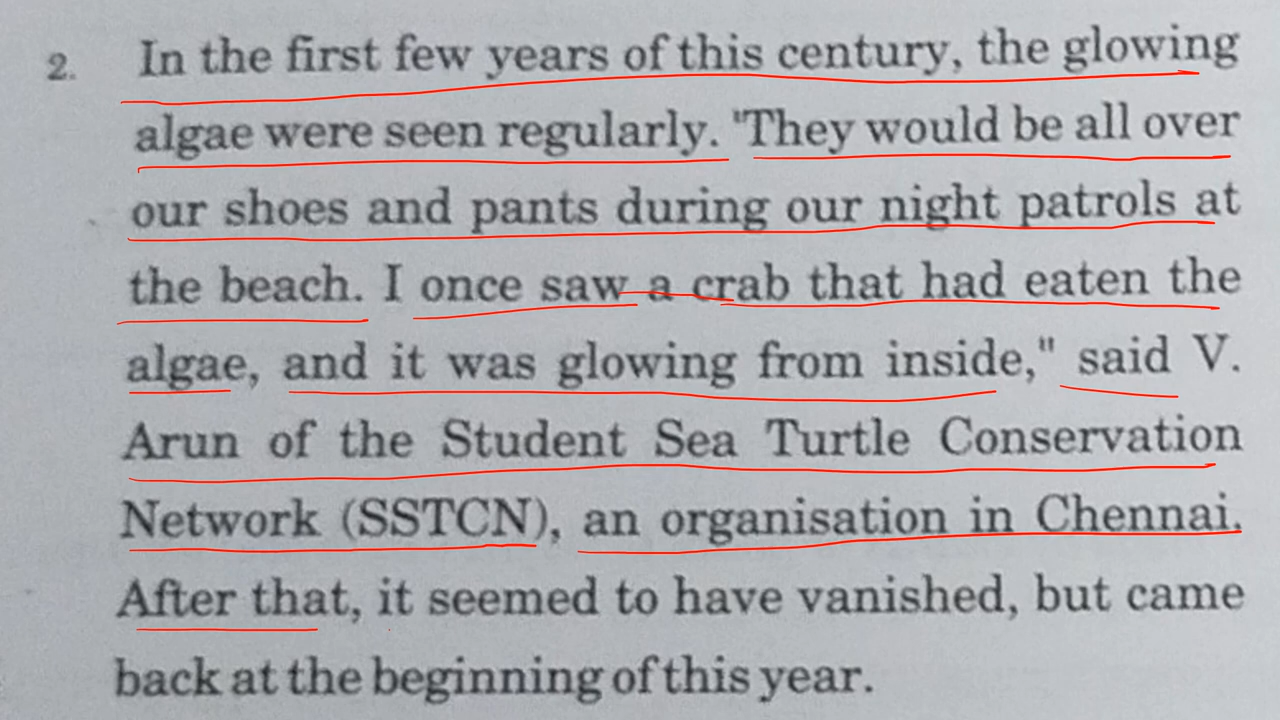 2. In the first few years of this century, the glowing
algae were seen regularly. 'They would be all over
our shoes and pants during our night patrols at
the beach. I once saw a crab that had eaten the
algae, and it was glowing from inside," said V.
Arun of the Student Sea Turtle Conservation
Network (SSTCN), an organisation in Chennai.
After that, it seemed to have vanished, but came
back at the beginning of this year.